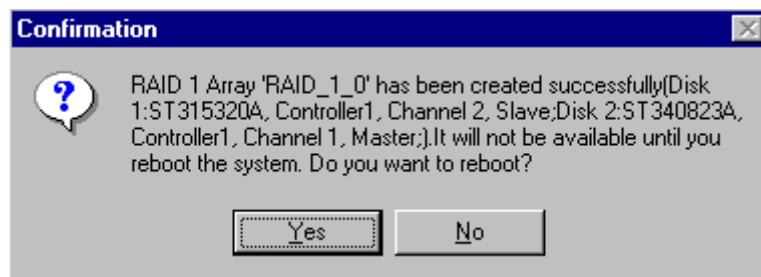 Confirmation
?
RAID 1 Array 'RAID_1_0' has been created successfully(Disk
1:ST315320A, Controller1, Channel 2, Slave;Disk 2:ST340823A,
Controller1, Channel 1, Master;).It will not be available until you
reboot the system. Do you want to reboot?
Yes
No